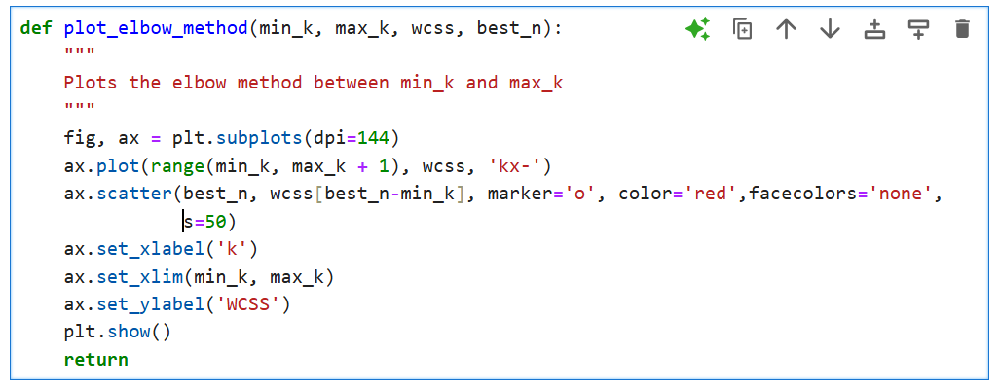 def plot_elbow_method(min_k, max_k, wcss, best_n):
    """
    Plots the elbow method between min_k and max_k
    """
    fig, ax = plt.subplots(dpi=144)
    ax.plot(range(min_k, max_k + 1), wcss, 'kx-')
    ax.scatter(best_n, wcss[best_n-min_k], marker='o', color='red',facecolors='none',
               s=50)
    ax.set_xlabel('k')
    ax.set_xlim(min_k, max_k)
    ax.set_ylabel('WCSS')
    plt.show()
    return